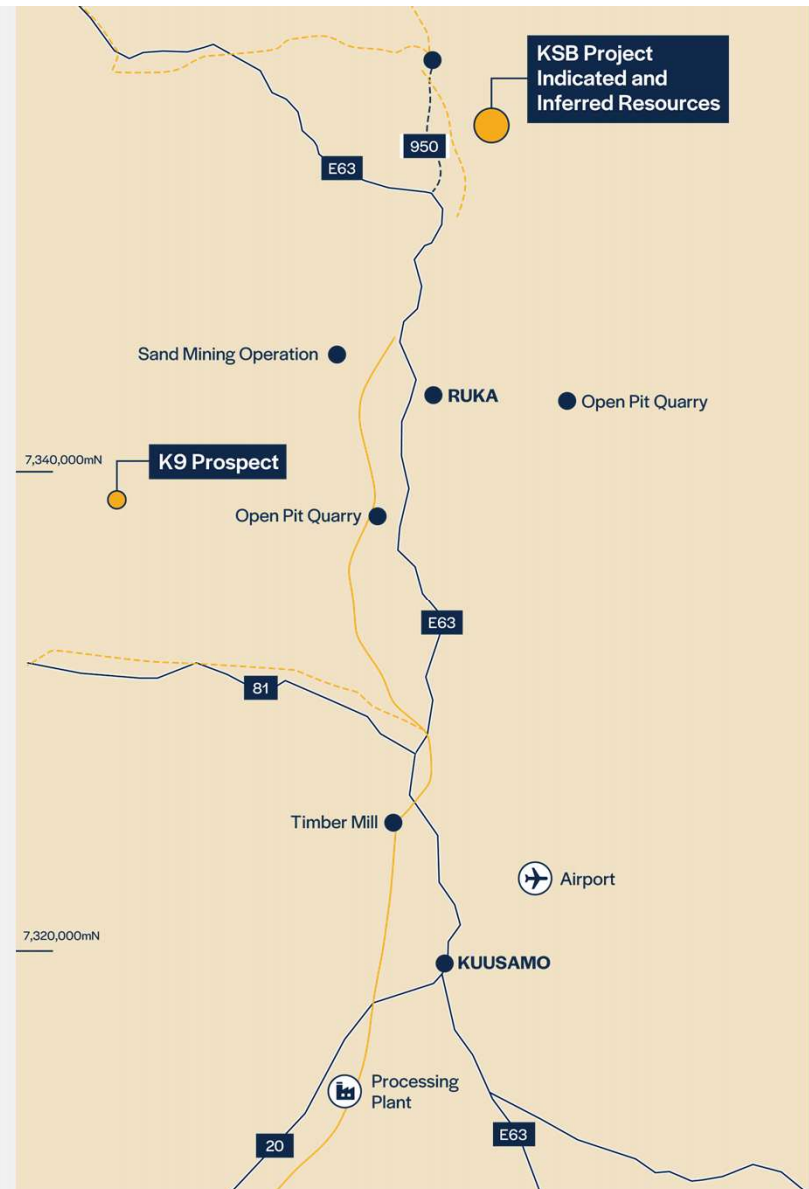 KSB Project
Indicated and
Inferred Resources
950
E63
Sand Mining Operation
RUKA
Open Pit Quarry
7,340,000mN
K9 Prospect
Open Pit Quarry
E63
81
Timber Mill
Airport
7,320,000mN
KUUSAMO
Processing
Plant
E63
20